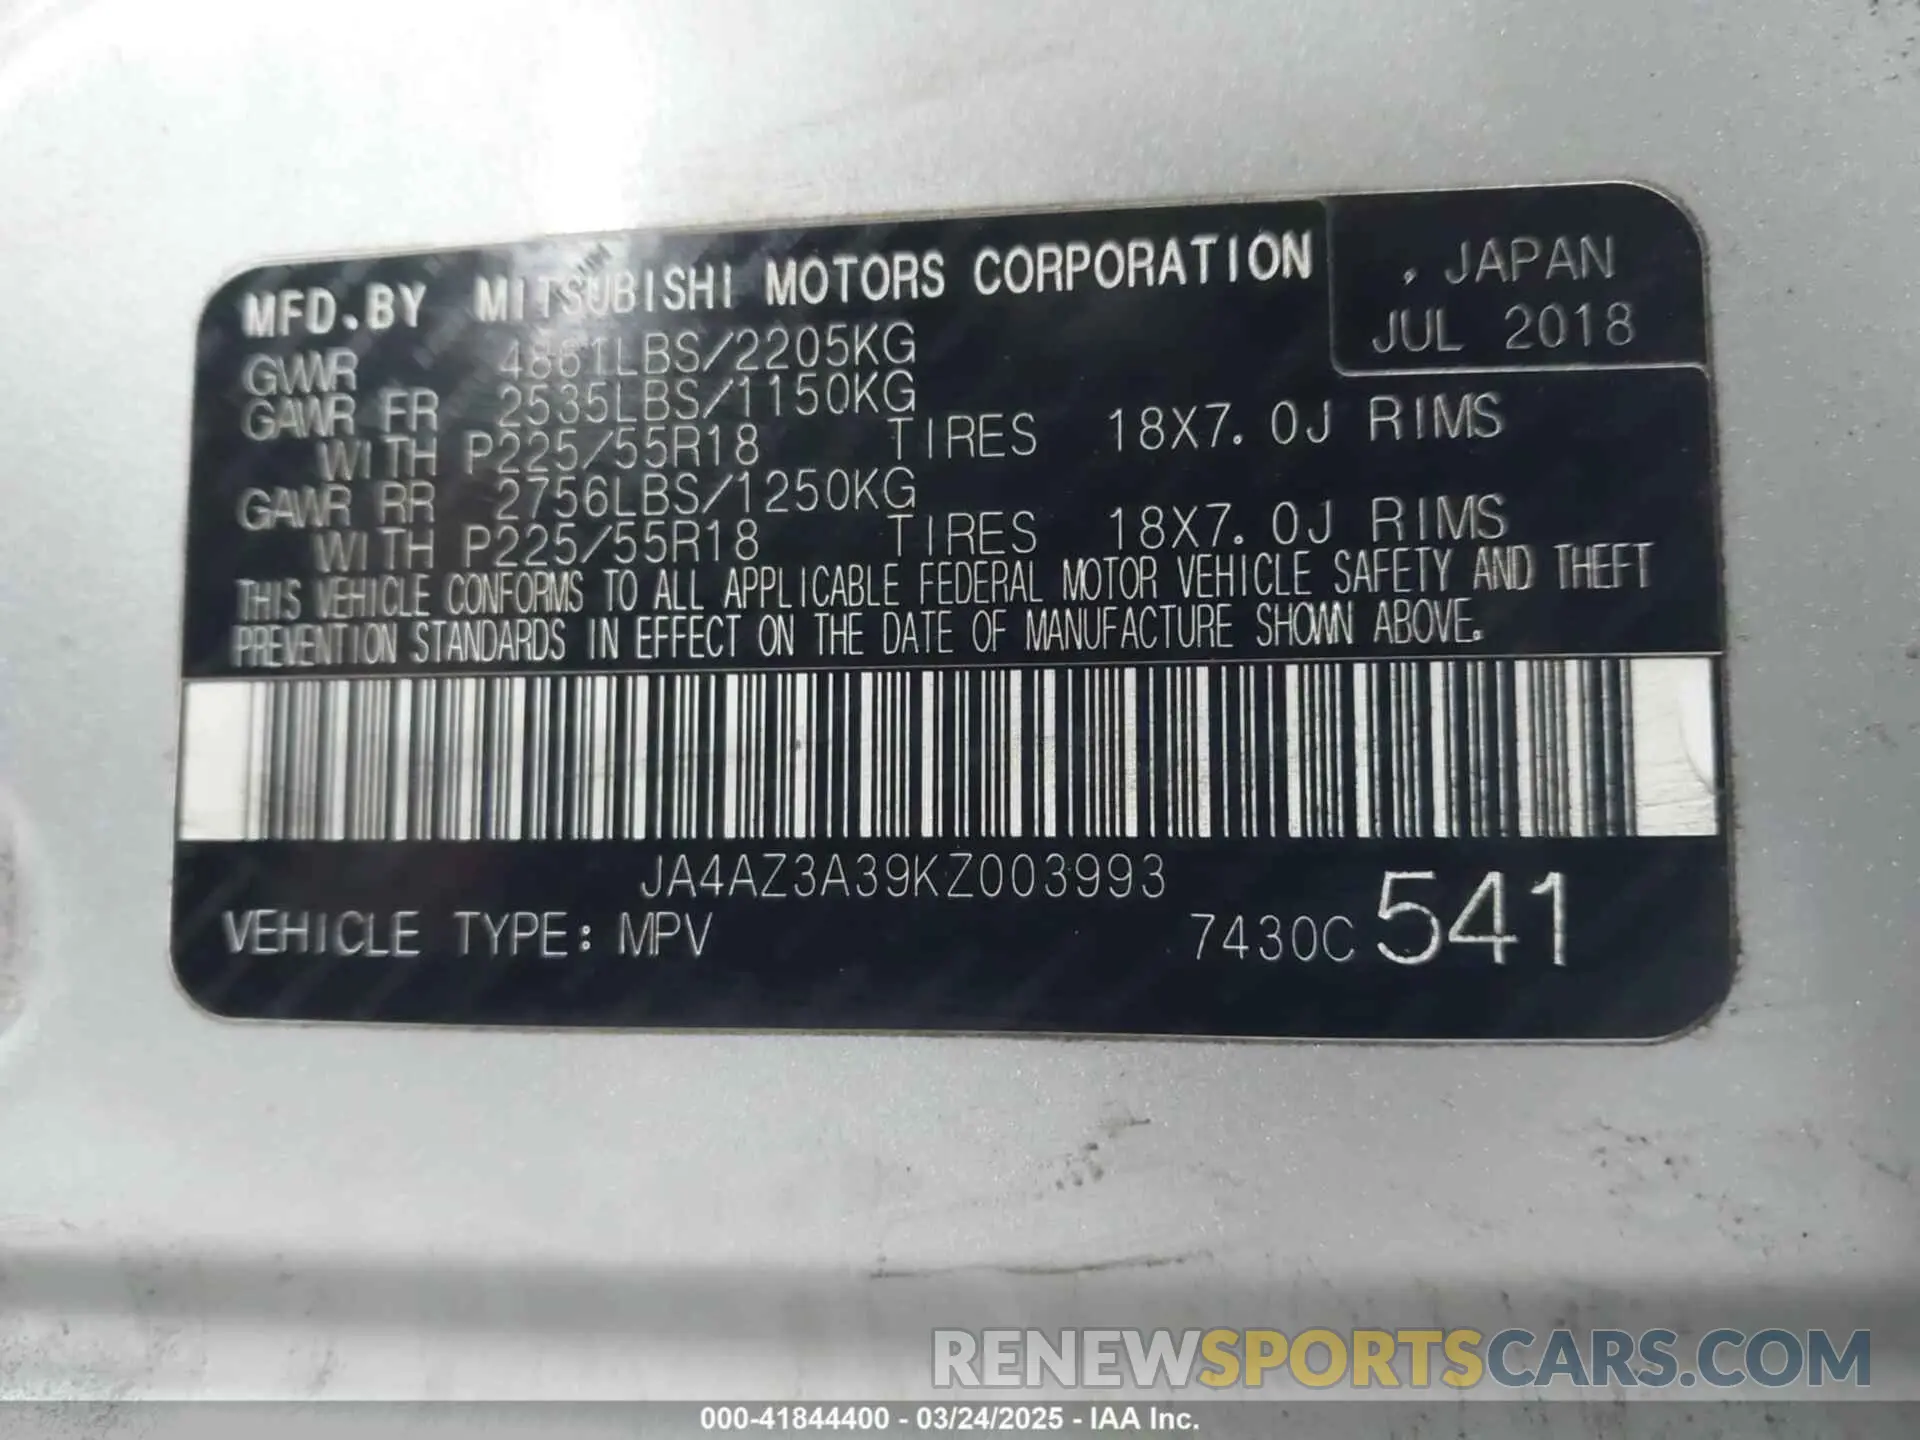 MFD.BY MITSUBISHI MOTORS CORPORATION
, JAPAN
JUL 2018
GVWR 4861LBS/2205KG
GAWR FR 2535LBS/1150KG
WITH P225/55R18 TIRES 18X7.0J RIMS
GAWR RR 2756LBS/1250KG
WITH P225/55R18 TIRES 18X7.0J RIMS
THIS VEHICLE CONFORMS TO ALL APPLICABLE FEDERAL MOTOR VEHICLE SAFETY AND THEFT
PREVENTION STANDARDS IN EFFECT ON THE DATE OF MANUFACTURE SHOWN ABOVE.
JA4AZ3A39KZ003993
VEHICLE TYPE: MPV 7430C 541
RENEWSPORTSCARS.COM
000-41844400 - 03/24/2025 - IAA Inc.